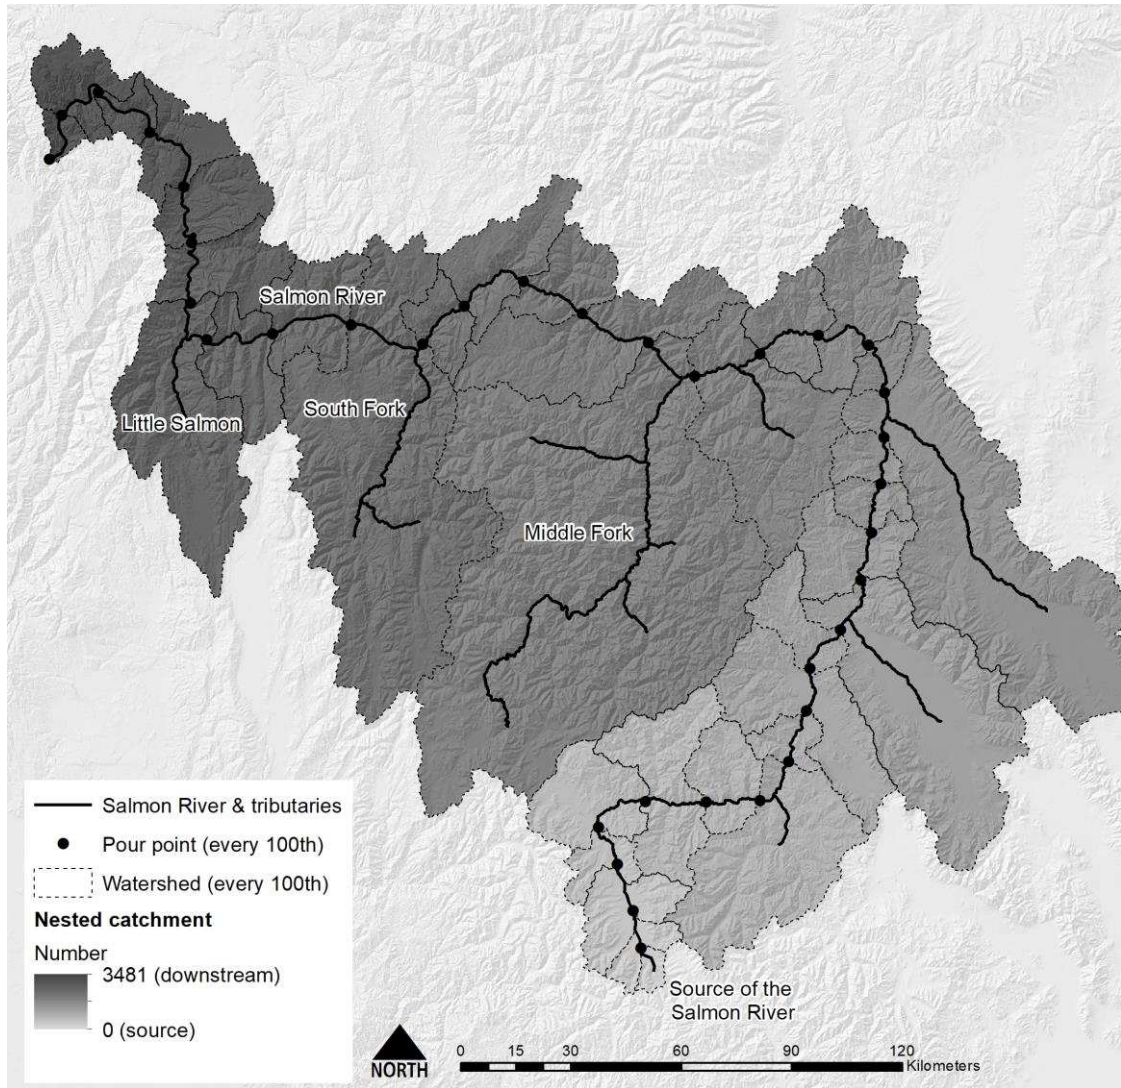 Salmon River
South Fork
Little Salmon
Middle Fork
Salmon River & tributaries
Pour point (every 100th)
Watershed (every 100th)
Nested catchment
Number
3481 (downstream)
0 (source)
Source of the
Salmon River
NORTH
0 15 30 60 90 120
Kilometers